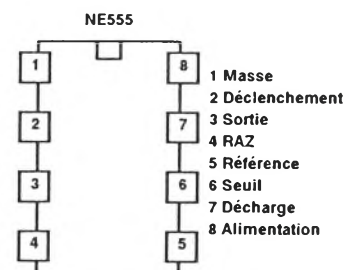 NE555
1
8
2
7
3
6
4
5
1 Masse
2 Déclenchement
3 Sortie
4 RAZ
5 Référence
6 Seuil
7 Décharge
8 Alimentation